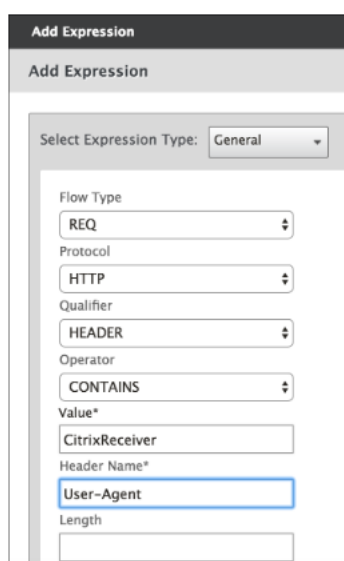 Add Expression
Add Expression
Select Expression Type: General
Flow Type
REQ
Protocol
HTTP
Qualifier
HEADER
Operator
CONTAINS
Value*
CitrixReceiver
Header Name*
User-Agent
Length